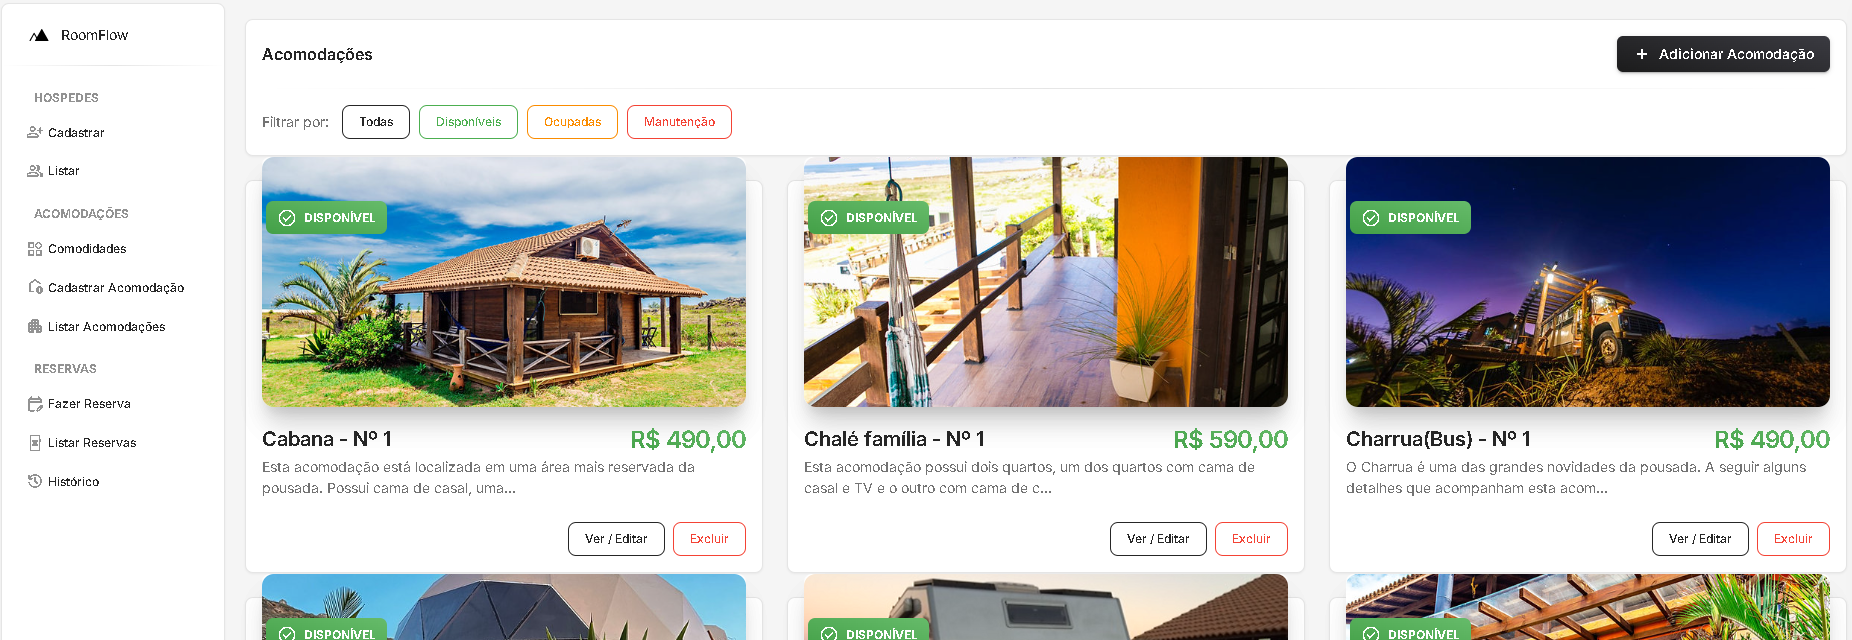 RoomFlow
HOSPEDES
Cadastrar
Listar
ACOMODAÇÕES
Comodidades
Cadastrar Acomodação
Listar Acomodações
RESERVAS
Fazer Reserva
Listar Reservas
Histórico
Acomodações
Adicionar Acomodação
Filtrar por:
Todas
Disponíveis
Ocupadas
Manutenção
DISPONÍVEL
Cabana - Nº 1
R$ 490,00
Esta acomodação está localizada em uma área mais reservada da
pousada. Possui cama de casal, uma...
Ver / Editar
Excluir
DISPONÍVEL
Chalé família - Nº 1
R$ 590,00
Esta acomodação possui dois quartos, um dos quartos com cama de
casal e TV e o outro com cama de c...
Ver / Editar
Excluir
DISPONÍVEL
Charrua(Bus) - Nº 1
R$ 490,00
O Charrua é uma das grandes novidades da pousada. A seguir alguns
detalhes que acompanham esta acom...
Ver / Editar
Excluir
DISPONÍVEL
DISPONÍVEL
DISPONÍVEL